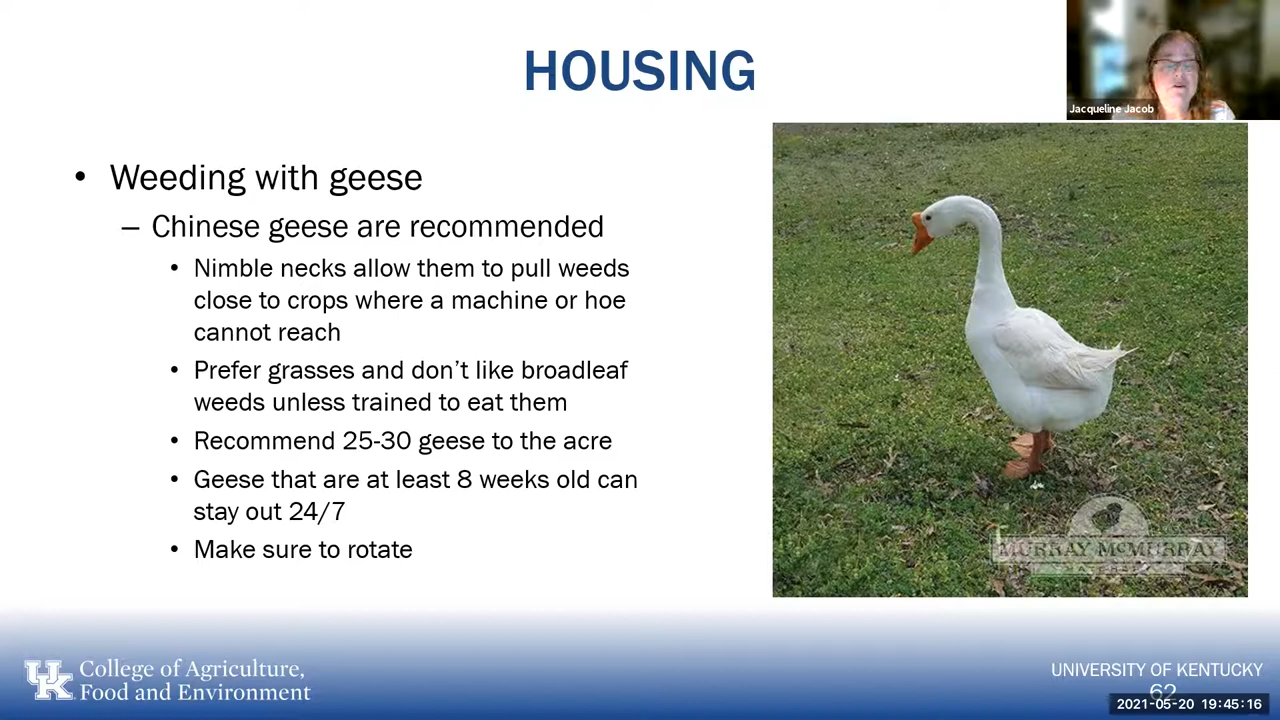 HOUSING
Jacqueline Jacob
• Weeding with geese
– Chinese geese are recommended
• Nimble necks allow them to pull weeds
close to crops where a machine or hoe
cannot reach
• Prefer grasses and don't like broadleaf
weeds unless trained to eat them
• Recommend 25-30 geese to the acre
• Geese that are at least 8 weeks old can
stay out 24/7
• Make sure to rotate
MURRAY McMURRAY
HATCHERY
UK
College of Agriculture,
Food and Environment
UNIVERSITY OF KENTUCKY
62
2021-05-20 19:45:16